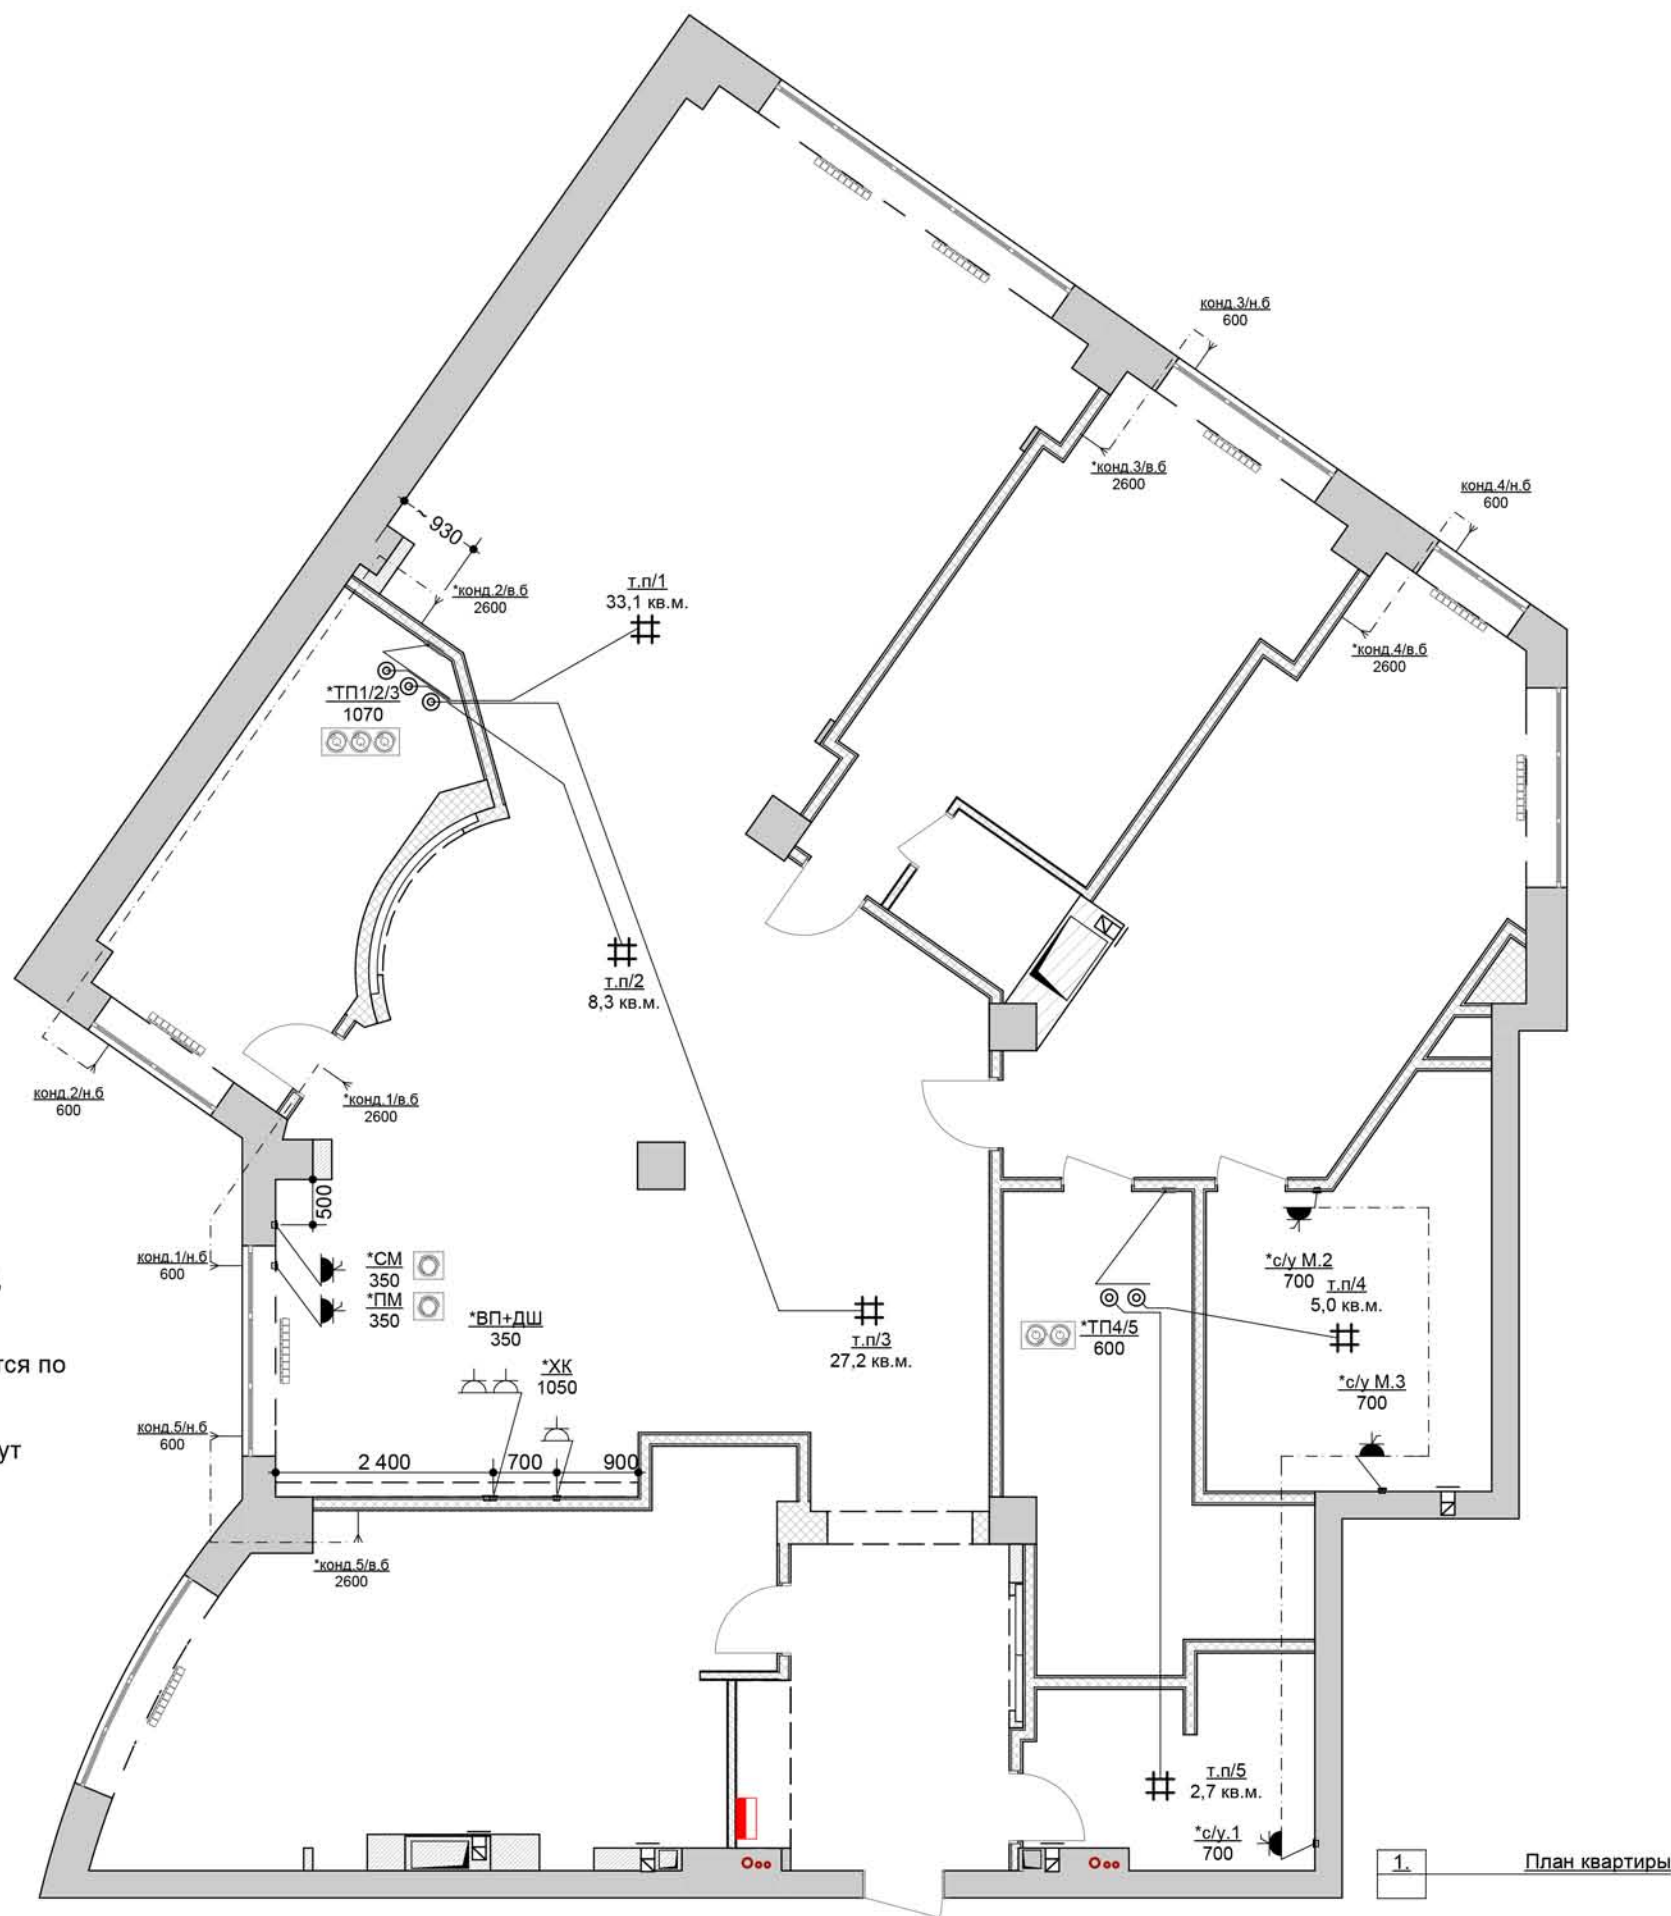 конд.3/н.б
600
*конд.3/в.б
2600
конд.4/н.б
600
~ 930
*конд.2/в.б
2600
т.п/1
33,1 кв.м.
*конд.4/в.б
2600
*ТП1/2/3
1070
т.п/2
8,3 кв.м.
конд.2/н.б
600
*конд.1/в.б
2600
500
конд.1/н.б
600
*СМ
350
*ПМ
350
*с/у М.2
700
т.п/4
5,0 кв.м.
*ВП+ДШ
350
т.п/3
27,2 кв.м.
*ТП4/5
600
тся по
*ХК
1050
*с/у М.3
700
конд.5/н.б
600
ут
2 400
700
900
*конд.5/в.б
2600
т.п/5
2,7 кв.м.
*с/у.1
700
1.
План квартиры